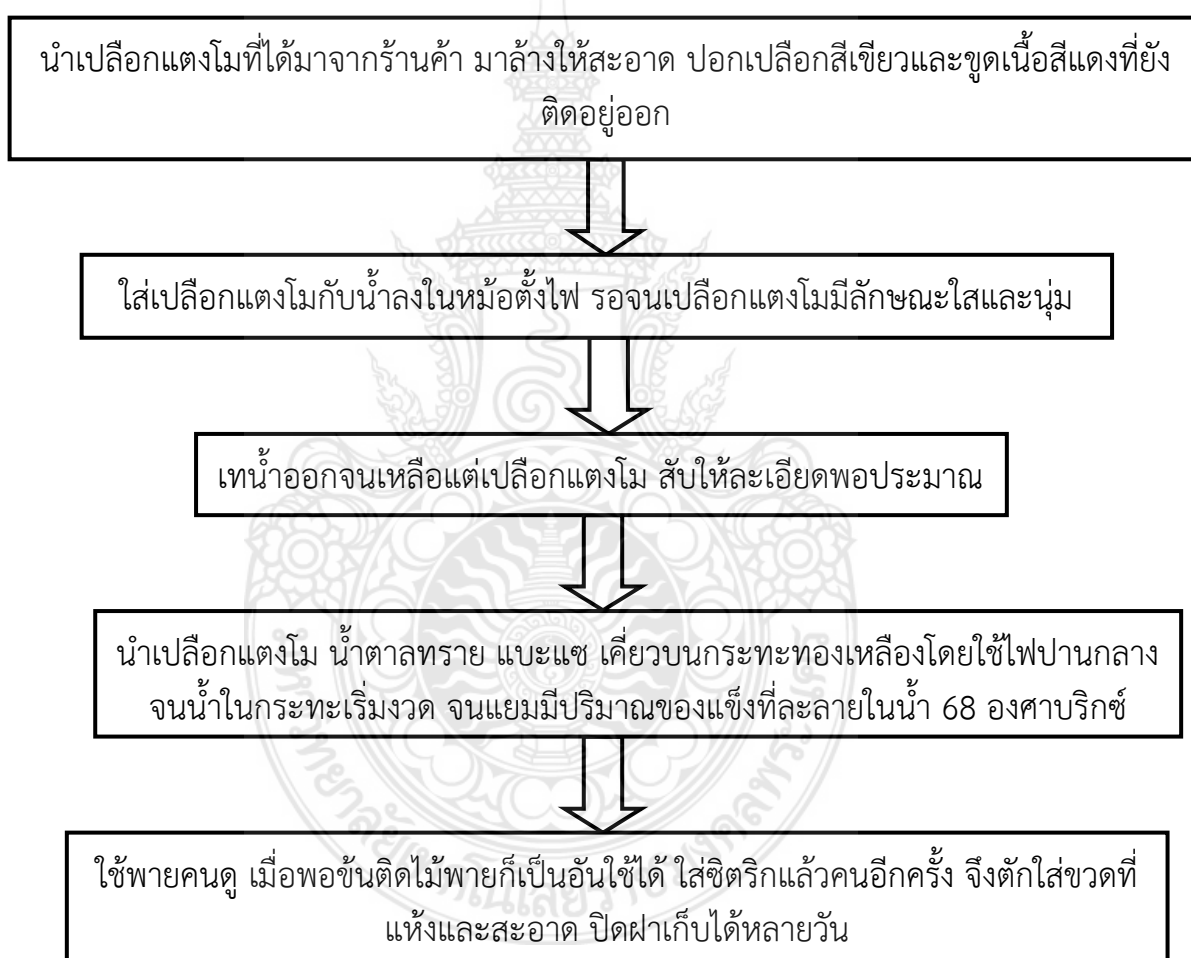 นำเปลือกแตงโมที่ได้มาจากร้านค้า มาล้างให้สะอาด ปอกเปลือกสีเขียวและขูดเนื้อสีแดงที่ยัง
ติดอยู่ออก
ใส่เปลือกแตงโมกับน้ำลงในหม้อตั้งไฟ รอจนเปลือกแตงโมมีลักษณะใสและนุ่ม
เทน้ำออกจนเหลือแต่เปลือกแตงโม สับให้ละเอียดพอประมาณ
นำเปลือกแตงโม น้ำตาลทราย แบะแซ เคี่ยวบนกระทะทองเหลืองโดยใช้ไฟปานกลาง
จนน้ำในกระทะเริ่มงวด จนแยมมีปริมาณของแข็งที่ละลายในน้ำ 68 องศาบริกซ์
ใช้พายคนดู เมื่อพอข้นติดไม้พายก็เป็นอันใช้ได้ ใส่ซิตริกแล้วคนอีกครั้ง จึงตักใส่ขวดที่
แห้งและสะอาด ปิดฝาเก็บได้หลายวัน